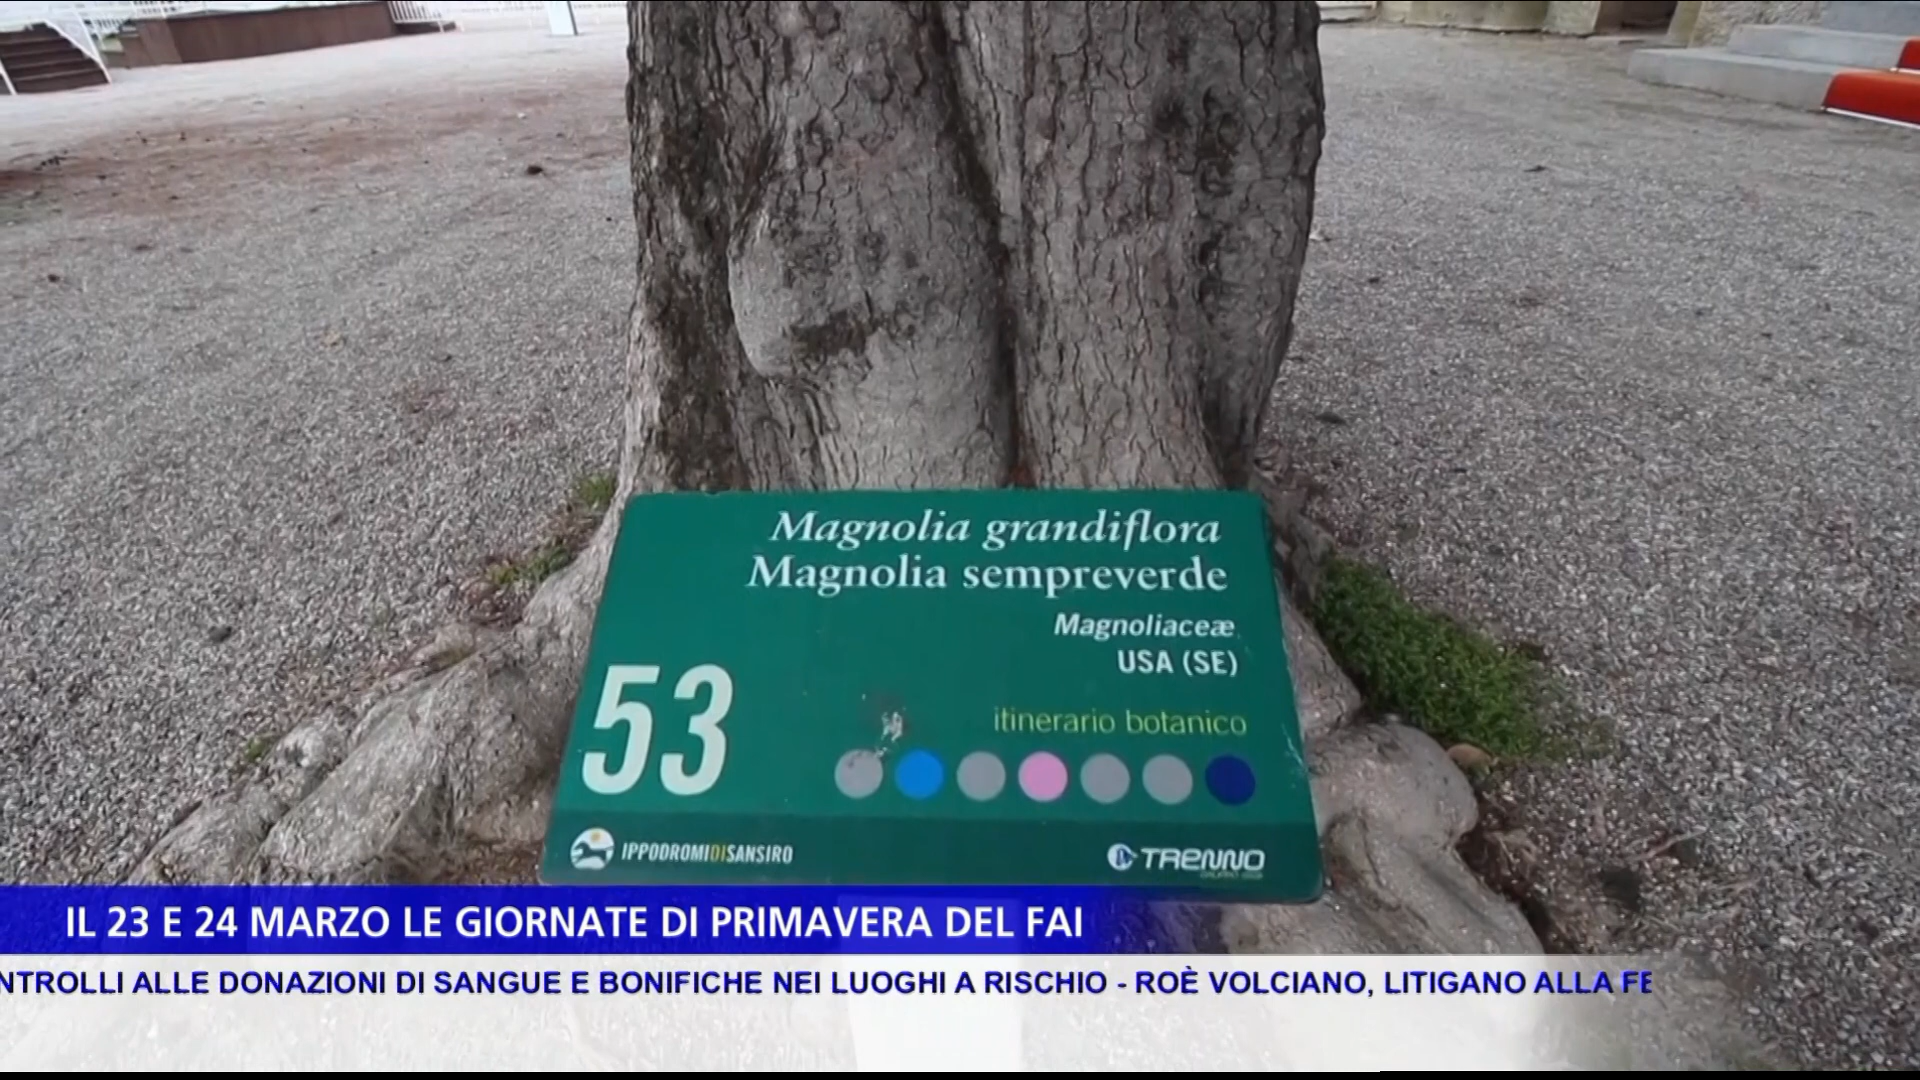 Magnolia grandiflora
Magnolia sempreverde
Magnoliaceæ
USA (SE)
53
itinerario botanico
IPPODROMIDISANSIRO
TRENNO
IL 23 E 24 MARZO LE GIORNATE DI PRIMAVERA DEL FAI
NTROLLI ALLE DONAZIONI DI SANGUE E BONIFICHE NEI LUOGHI A RISCHIO - ROÈ VOLCIANO, LITIGANO ALLA FE